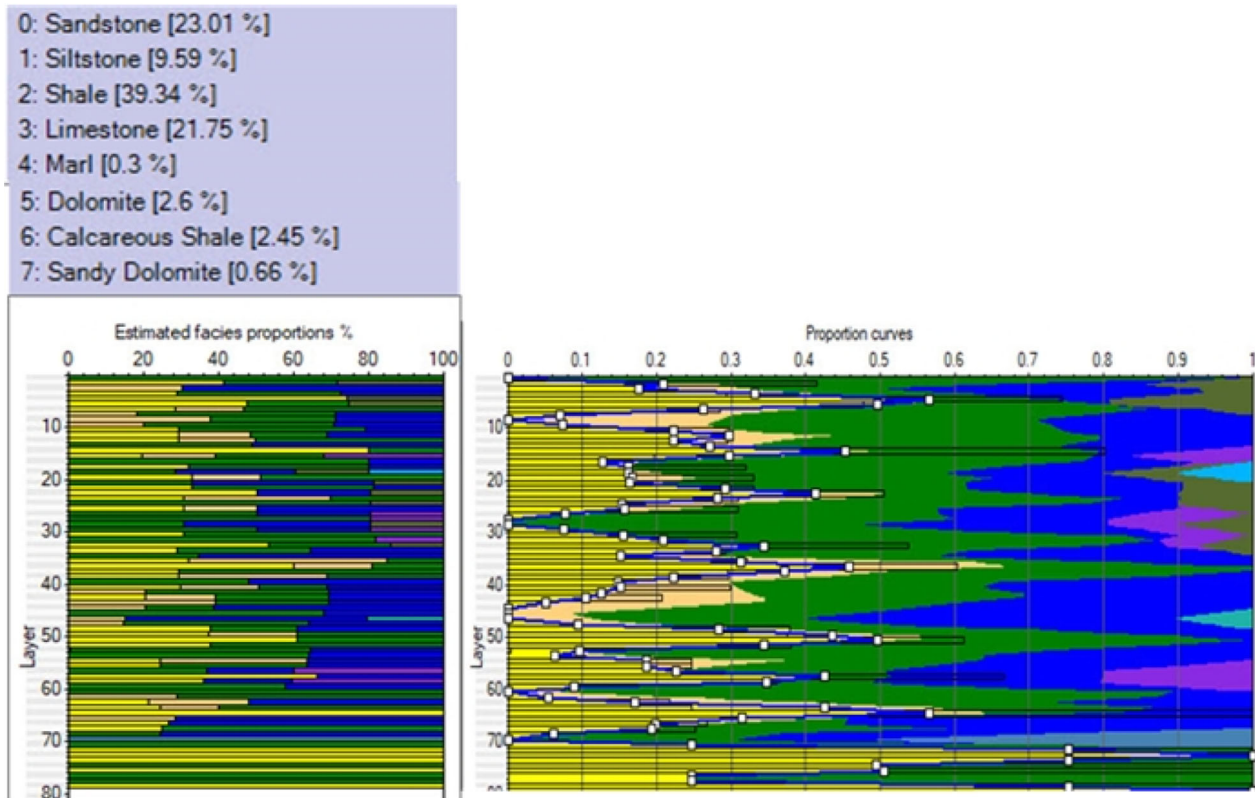 0: Sandstone [23.01 %]
1: Siltstone [9.59 %]
2: Shale [39.34 %]
3: Limestone [21.75 %]
4: Marl [0.3 %]
5: Dolomite [2.6 %]
6: Calcareous Shale [2.45 %]
7: Sandy Dolomite [0.66 %]
Estimated facies proportions %
0 20 40 60 80 100
10
20
30
40
50
60
70
80
Layer
Proportion curves
0 0.1 0.2 0.3 0.4 0.5 0.6 0.7 0.8 0.9 1
10
20
30
40
50
60
70
Layer